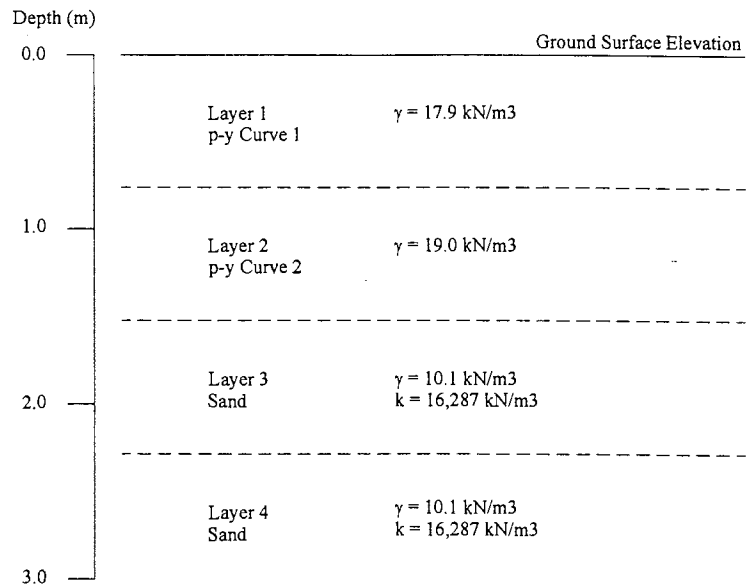 Depth (m)
Ground Surface Elevation
0.0
Layer 1
γ = 17.9 kN/m3
p-y Curve 1
1.0
Layer 2
γ = 19.0 kN/m3
p-y Curve 2
Layer 3
γ = 10.1 kN/m3
2.0
Sand
k = 16,287 kN/m3
Layer 4
γ = 10.1 kN/m3
Sand
k = 16,287 kN/m3
3.0